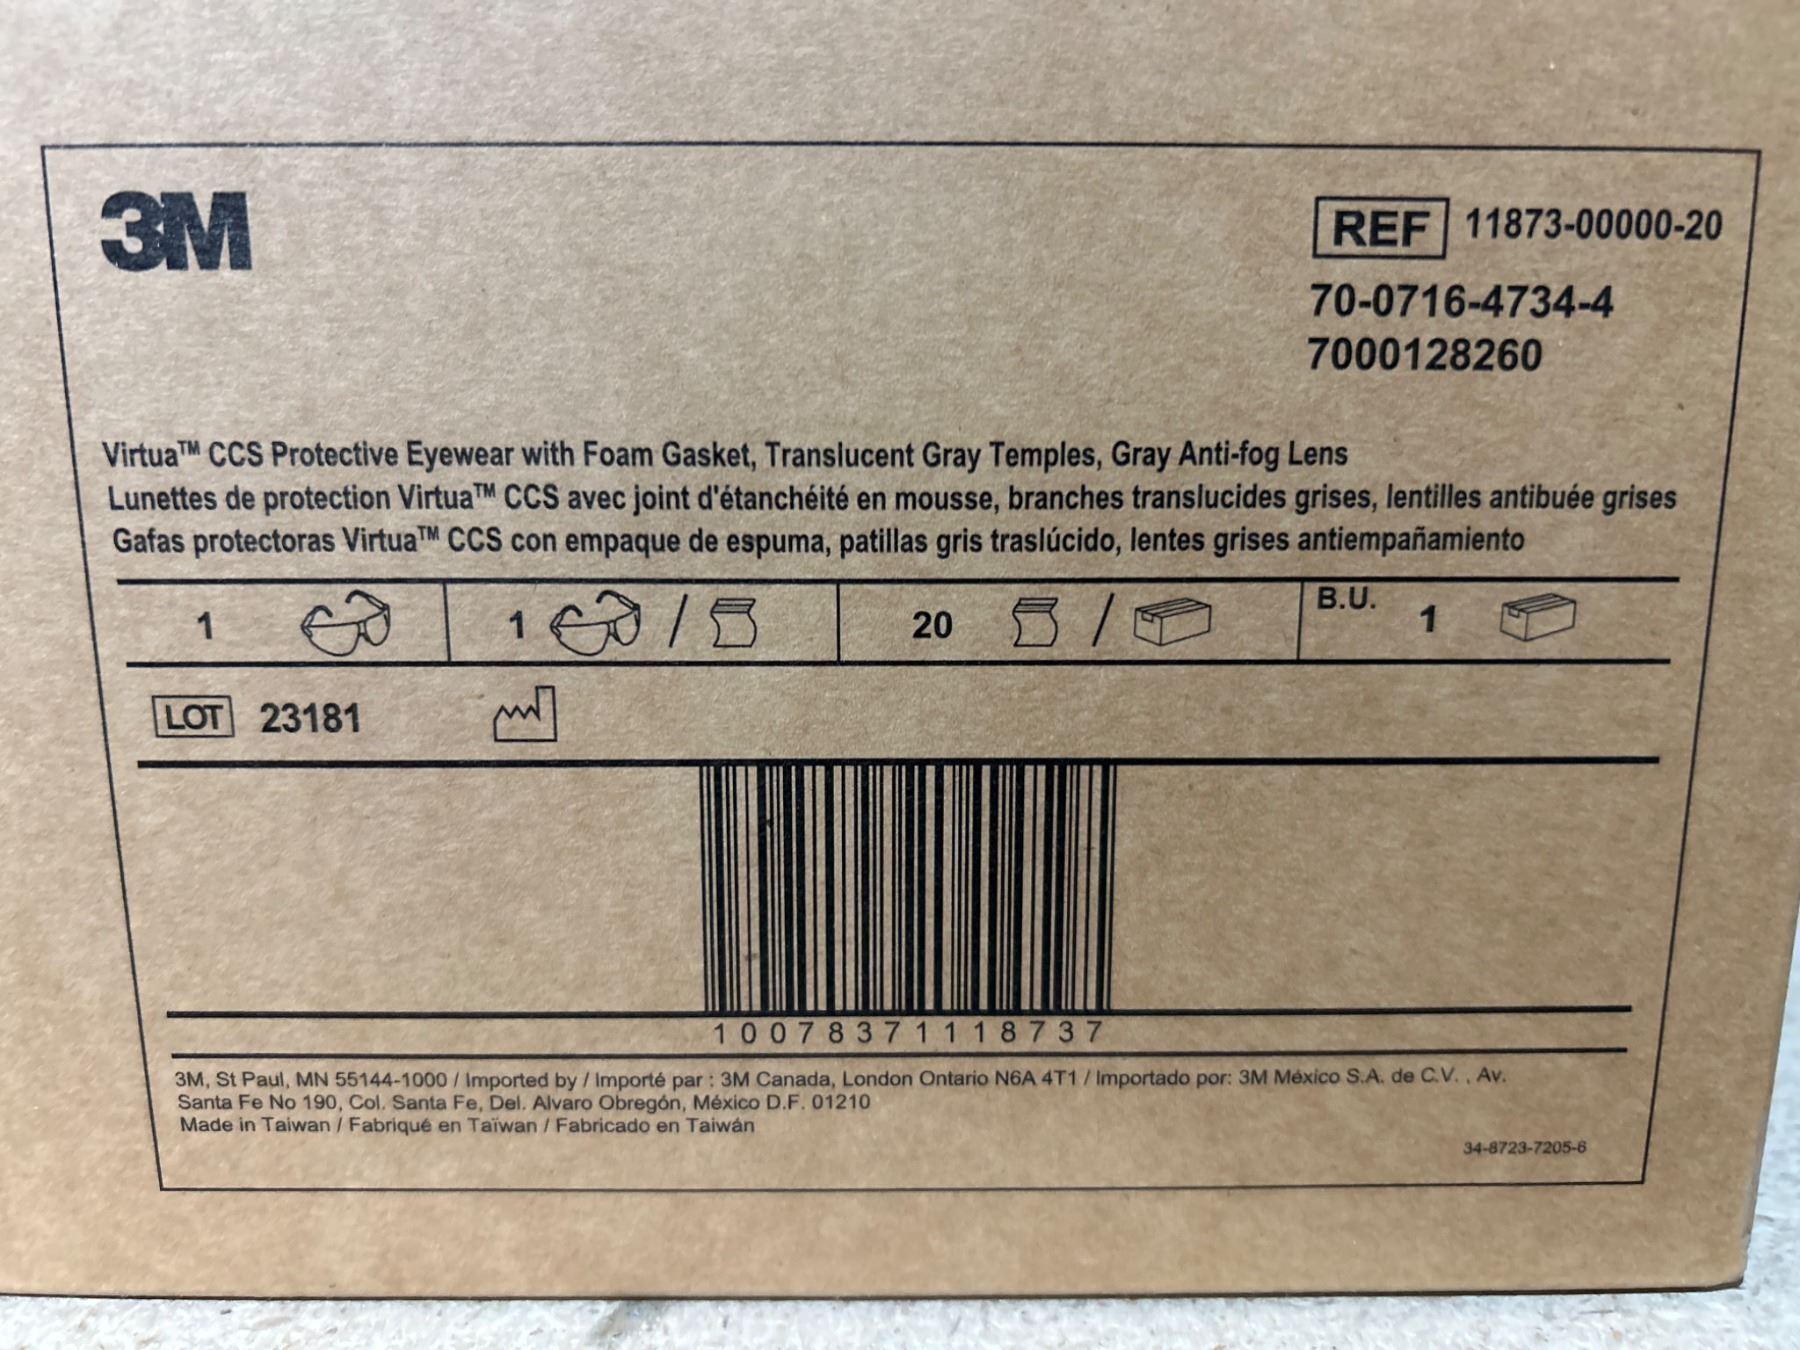 3M
REF 11873-00000-20
70-0716-4734-4
7000128260
Virtua™ CCS Protective Eyewear with Foam Gasket, Translucent Gray Temples, Gray Anti-fog Lens
Lunettes de protection Virtua™ CCS avec joint d'étanchéité en mousse, branches translucides grises, lentilles antibuée grises
Gafas protectoras Virtua™ CCS con empaque de espuma, patillas gris traslúcido, lentes grises antiempañamiento
1 1 / 20 / B.U. 1
LOT 23181
10078371118737
3M, St Paul, MN 55144-1000 / Imported by / Importé par : 3M Canada, London Ontario N6A 4T1 / Importado por: 3M México S.A. de C.V. , Av.
Santa Fe No 190, Col. Santa Fe, Del. Alvaro Obregón, México D.F. 01210
Made in Taiwan / Fabriqué en Taïwan / Fabricado en Taiwán
34-8723-7205-6